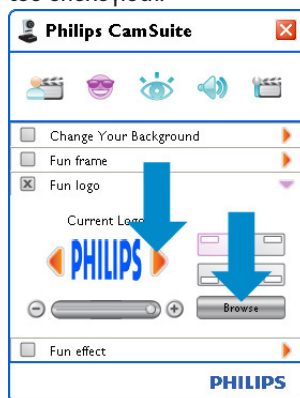 Philips CamSuite
Change Your Background
Fun frame
Fun logo
Current Logo
PHILIPS
Browse
Fun effect
PHILIPS